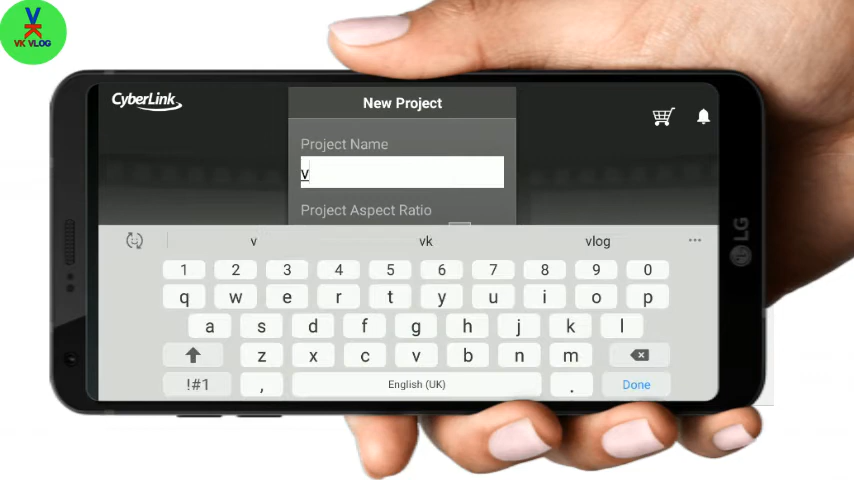 VK
VK VLOG
CyberLink
New Project
Project Name
v
Project Aspect Ratio
v vk vlog ...
1 2 3 4 5 6 7 8 9 0
q w e r t y u i o p
a s d f g h j k l
z x c v b n m
!#1 , English (UK) . Done
LG